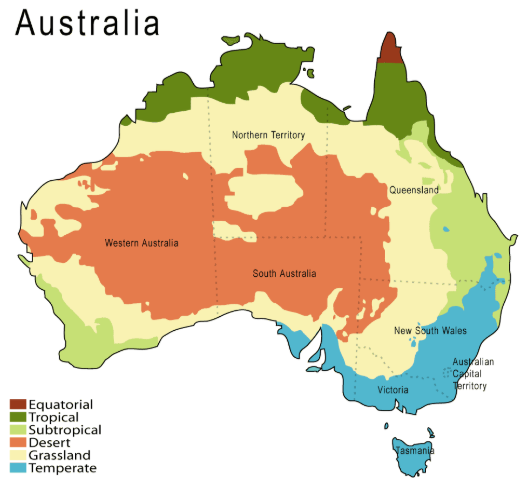 Australia
Northern Territory
Queensland
Western Australia
South Australia
New South Wales
Australian
Capital
Territory
Victoria
Tasmania
Equatorial
Tropical
Subtropical
Desert
Grassland
Temperate